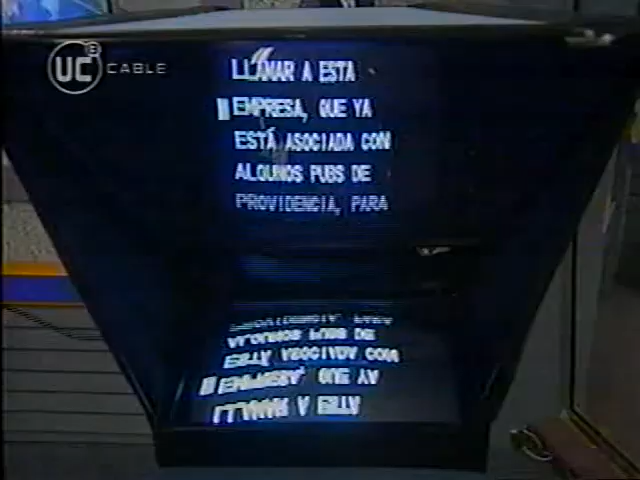 UC
CABLE
LLAMAR A ESTA
EMPRESA, QUE YA
ESTÁ ASOCIADA CON
ALGUNOS PUBS DE
PROVIDENCIA, PARA